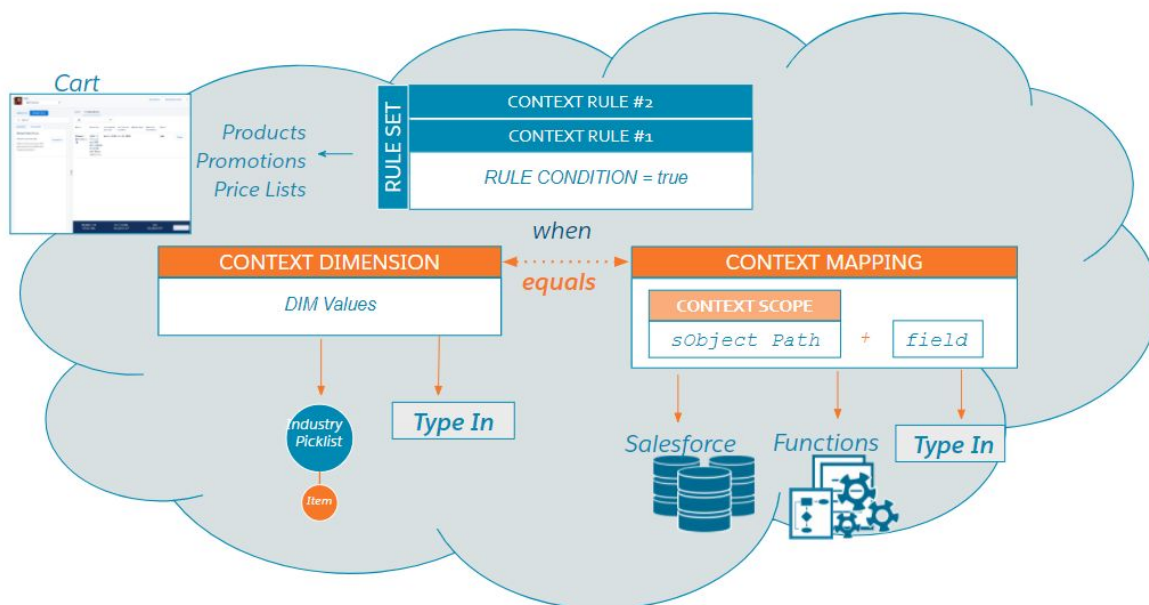 Cart
CONTEXT RULE #2
CONTEXT RULE #1
RULE SET
RULE CONDITION = true
Products
Promotions
Price Lists
when
equals
CONTEXT DIMENSION
DIM Values
CONTEXT MAPPING
CONTEXT SCOPE
sObject Path + field
Industry
Picklist
Item
Type In
Salesforce
Functions
Type In